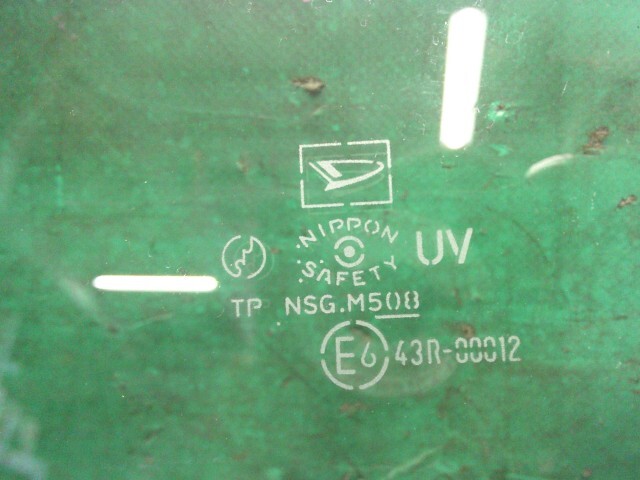 NIPPON
SAFETY
UV
TP NSG.M508
E6 43R-00012